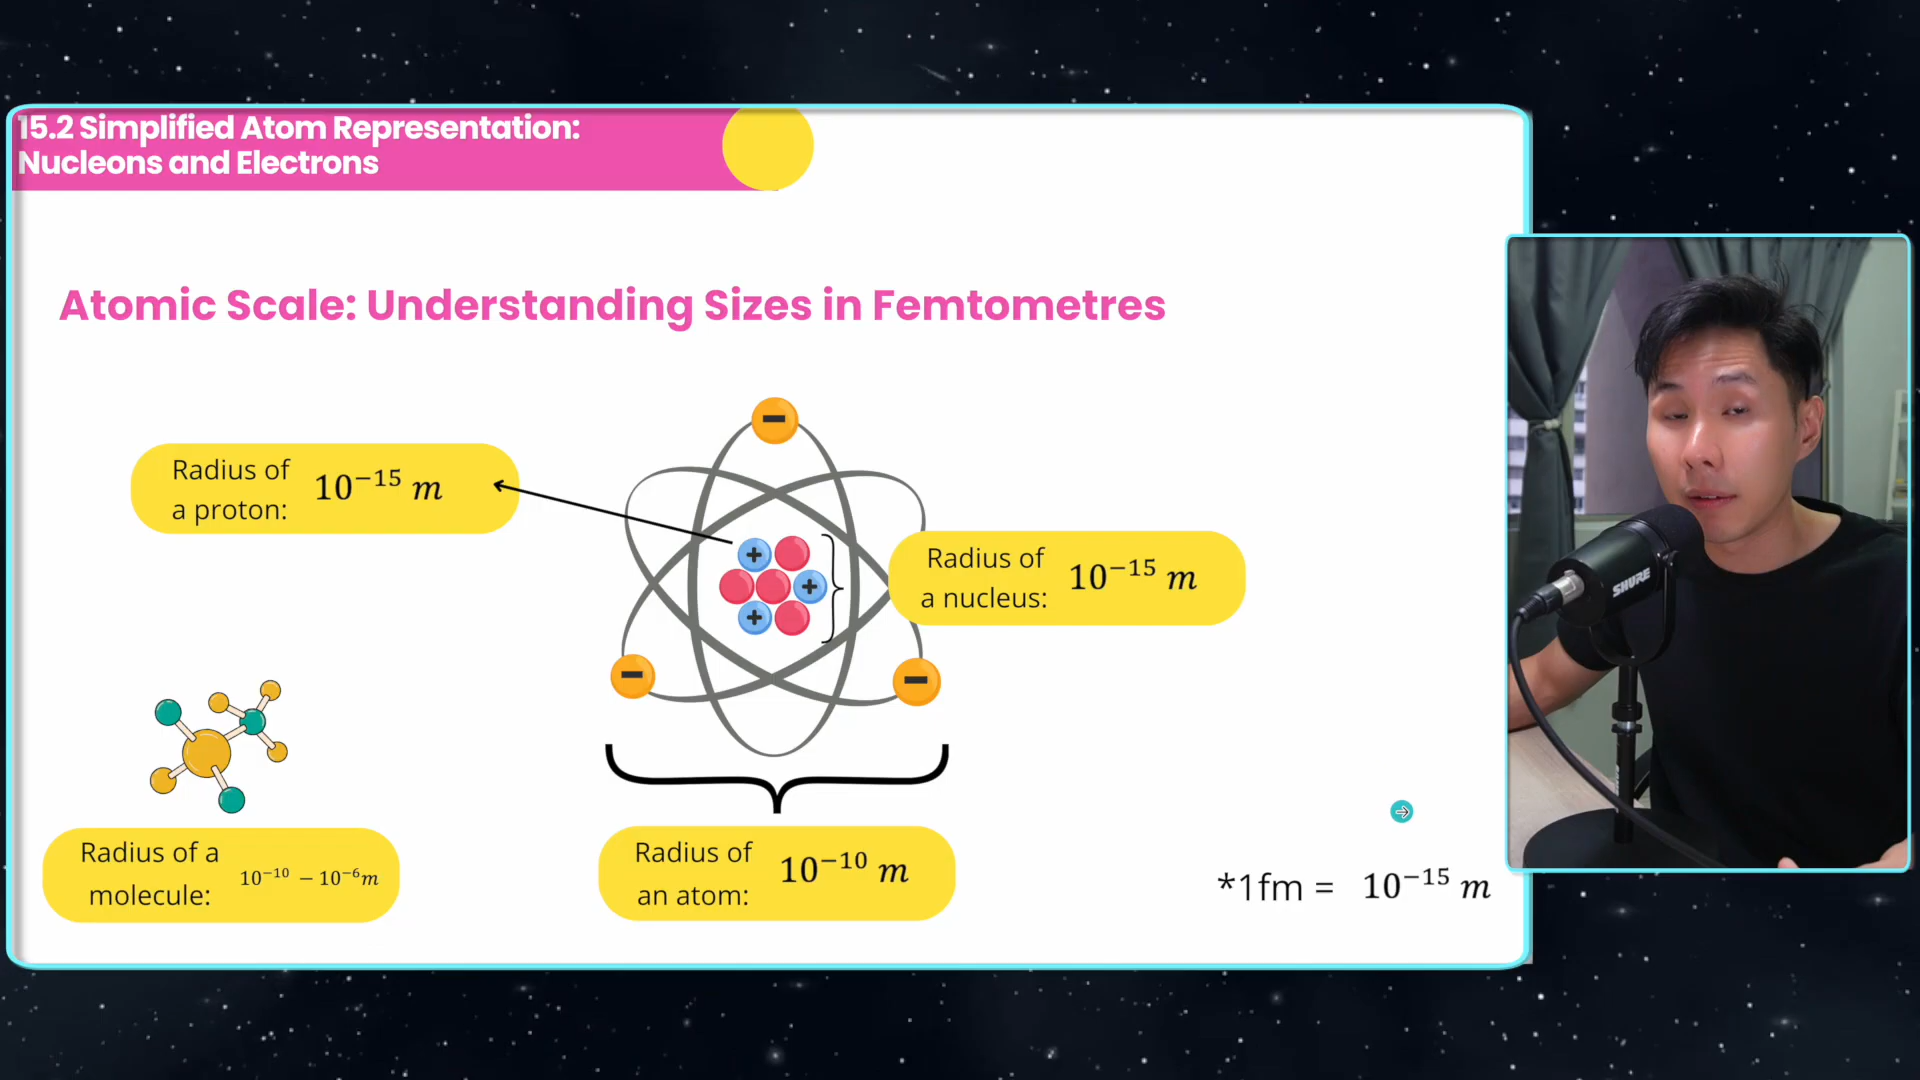 15.2 Simplified Atom Representation:
Nucleons and Electrons
Atomic Scale: Understanding Sizes in Femtometres
Radius of
a proton:
10⁻¹⁵ m
Radius of
a nucleus:
10⁻¹⁵ m
Radius of a
molecule:
10⁻¹⁰ – 10⁻⁶m
Radius of
an atom:
10⁻¹⁰ m
*1fm = 10⁻¹⁵ m
SHURE